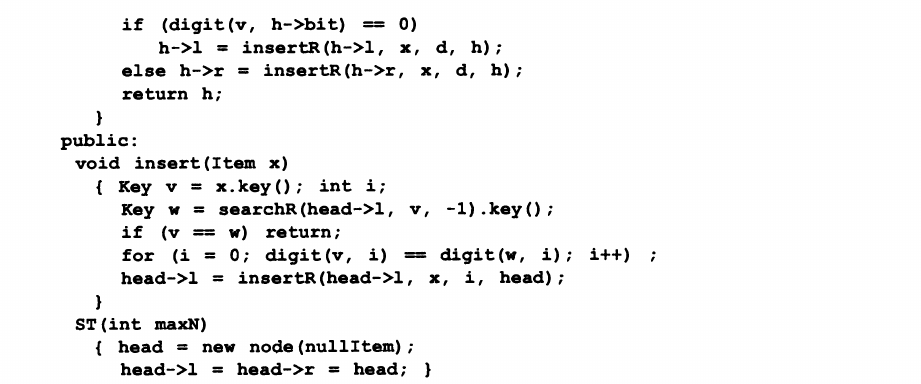 if (digit(v, h->bit) == 0)
h->l = insertR(h->l, x, d, h);
else h->r = insertR(h->r, x, d, h);
return h;
}
public:
void insert(Item x)
{ Key v = x.key(); int i;
Key w = searchR(head->l, v, -1).key();
if (v == w) return;
for (i = 0; digit(v, i) == digit(w, i); i++) ;
head->l = insertR(head->l, x, i, head);
}
ST(int maxN)
{ head = new node(nullItem);
head->l = head->r = head; }